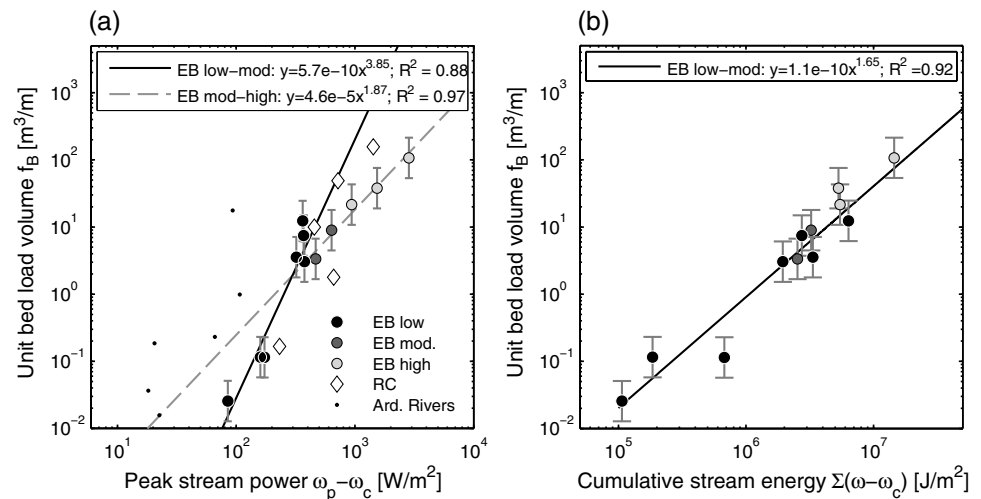 (a)
EB low−mod: y=5.7e−10x^3.85; R^2 = 0.88
EB mod−high: y=4.6e−5x^1.87; R^2 = 0.97
10^3
10^2
10^1
10^0
10^−1
10^−2
Unit bed load volume f_B [m^3/m]
EB low
EB mod.
EB high
RC
Ard. Rivers
10^1
10^2
10^3
10^4
Peak stream power ω_p−ω_c [W/m^2]
(b)
EB low−mod: y=1.1e−10x^1.65; R^2 =0.92
10^3
10^2
10^1
10^0
10^−1
10^−2
Unit bed load volume f_B [m^3/m]
10^5
10^6
10^7
Cumulative stream energy Σ(ω−ω_c) [J/m^2]